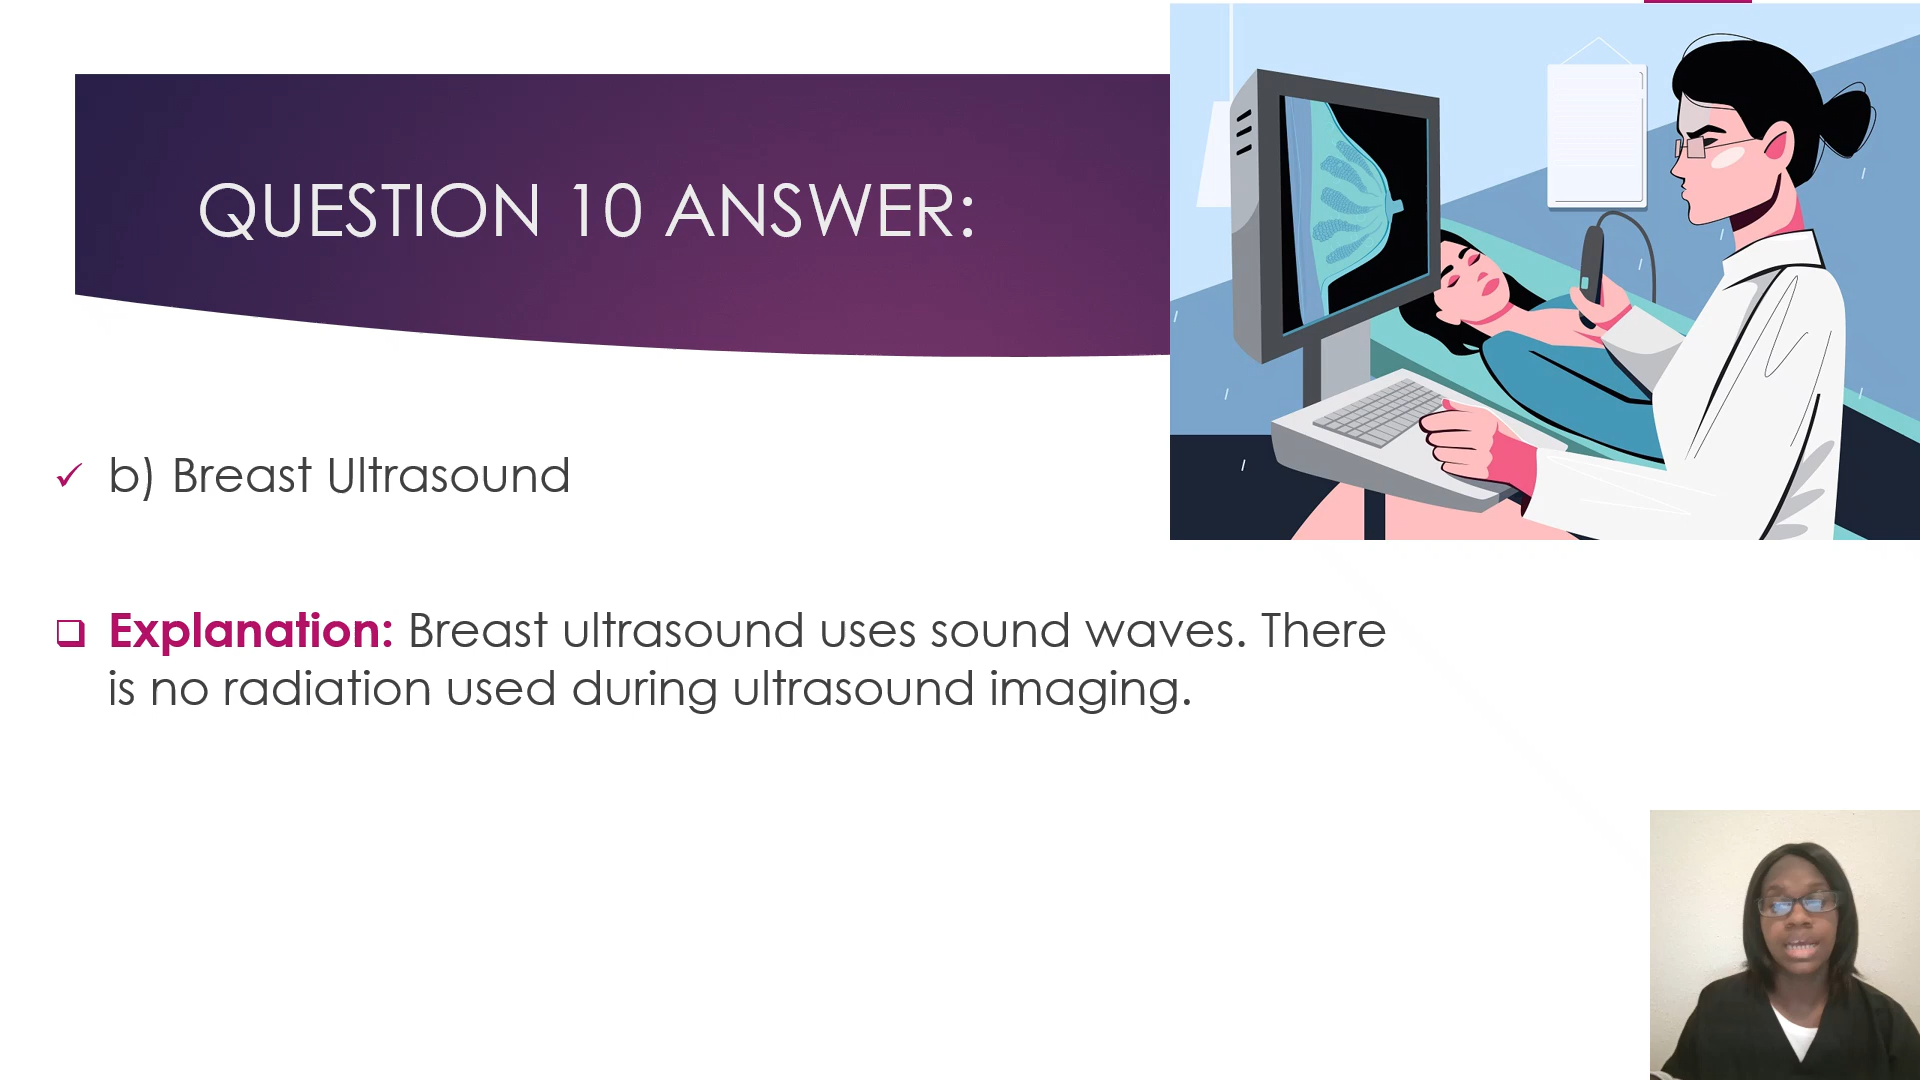 QUESTION 10 ANSWER:
b) Breast Ultrasound
Explanation: Breast ultrasound uses sound waves. There
is no radiation used during ultrasound imaging.